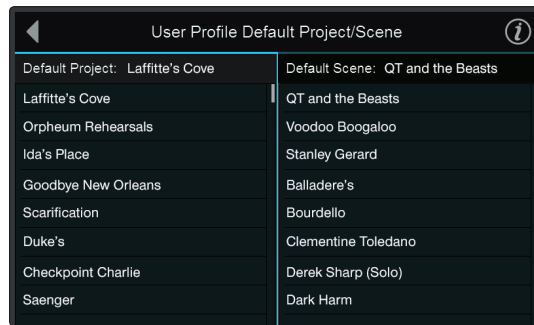 User Profile Default Project/Scene
i
Default Project: Laffitte's Cove
Default Scene: QT and the Beasts
Laffitte's Cove
QT and the Beasts
Orpheum Rehearsals
Voodoo Boogaloo
Ida's Place
Stanley Gerard
Goodbye New Orleans
Balladere's
Scarification
Bourdello
Duke's
Clementine Toledano
Checkpoint Charlie
Derek Sharp (Solo)
Saenger
Dark Harm